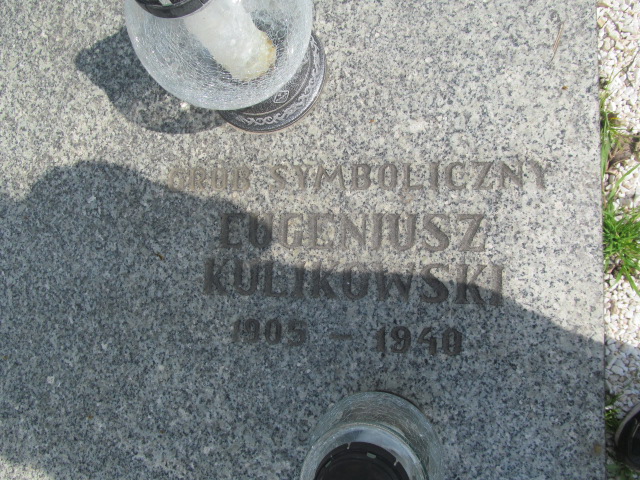 GRÓB SYMBOLICZNY
EUGENIUSZ
KULIKOWSKI
1905 - 1940